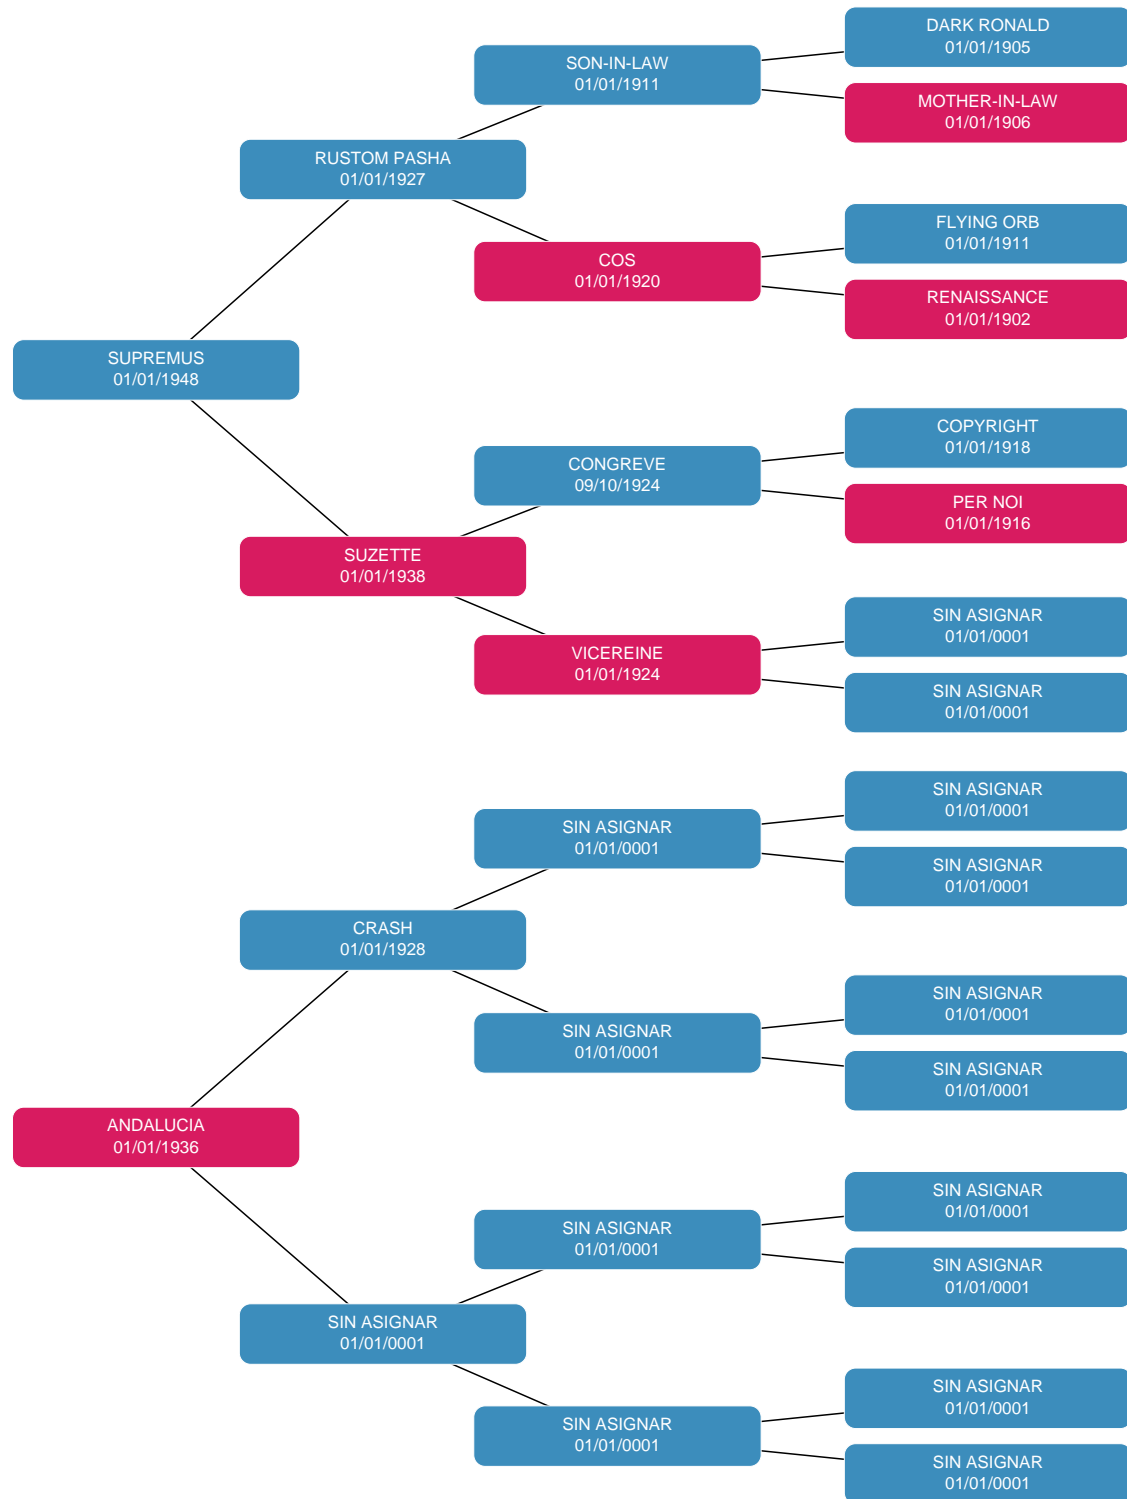 DARK RONALD
01/01/1905
SON-IN-LAW
01/01/1911
MOTHER-IN-LAW
01/01/1906
RUSTOM PASHA
01/01/1927
FLYING ORB
01/01/1911
COS
01/01/1920
RENAISSANCE
01/01/1902
SUPREMUS
01/01/1948
COPYRIGHT
01/01/1918
CONGREVE
09/10/1924
PER NOI
01/01/1916
SUZETTE
01/01/1938
SIN ASIGNAR
01/01/0001
VICEREINE
01/01/1924
SIN ASIGNAR
01/01/0001
SIN ASIGNAR
01/01/0001
SIN ASIGNAR
01/01/0001
SIN ASIGNAR
01/01/0001
CRASH
01/01/1928
SIN ASIGNAR
01/01/0001
SIN ASIGNAR
01/01/0001
SIN ASIGNAR
01/01/0001
ANDALUCIA
01/01/1936
SIN ASIGNAR
01/01/0001
SIN ASIGNAR
01/01/0001
SIN ASIGNAR
01/01/0001
SIN ASIGNAR
01/01/0001
SIN ASIGNAR
01/01/0001
SIN ASIGNAR
01/01/0001
SIN ASIGNAR
01/01/0001